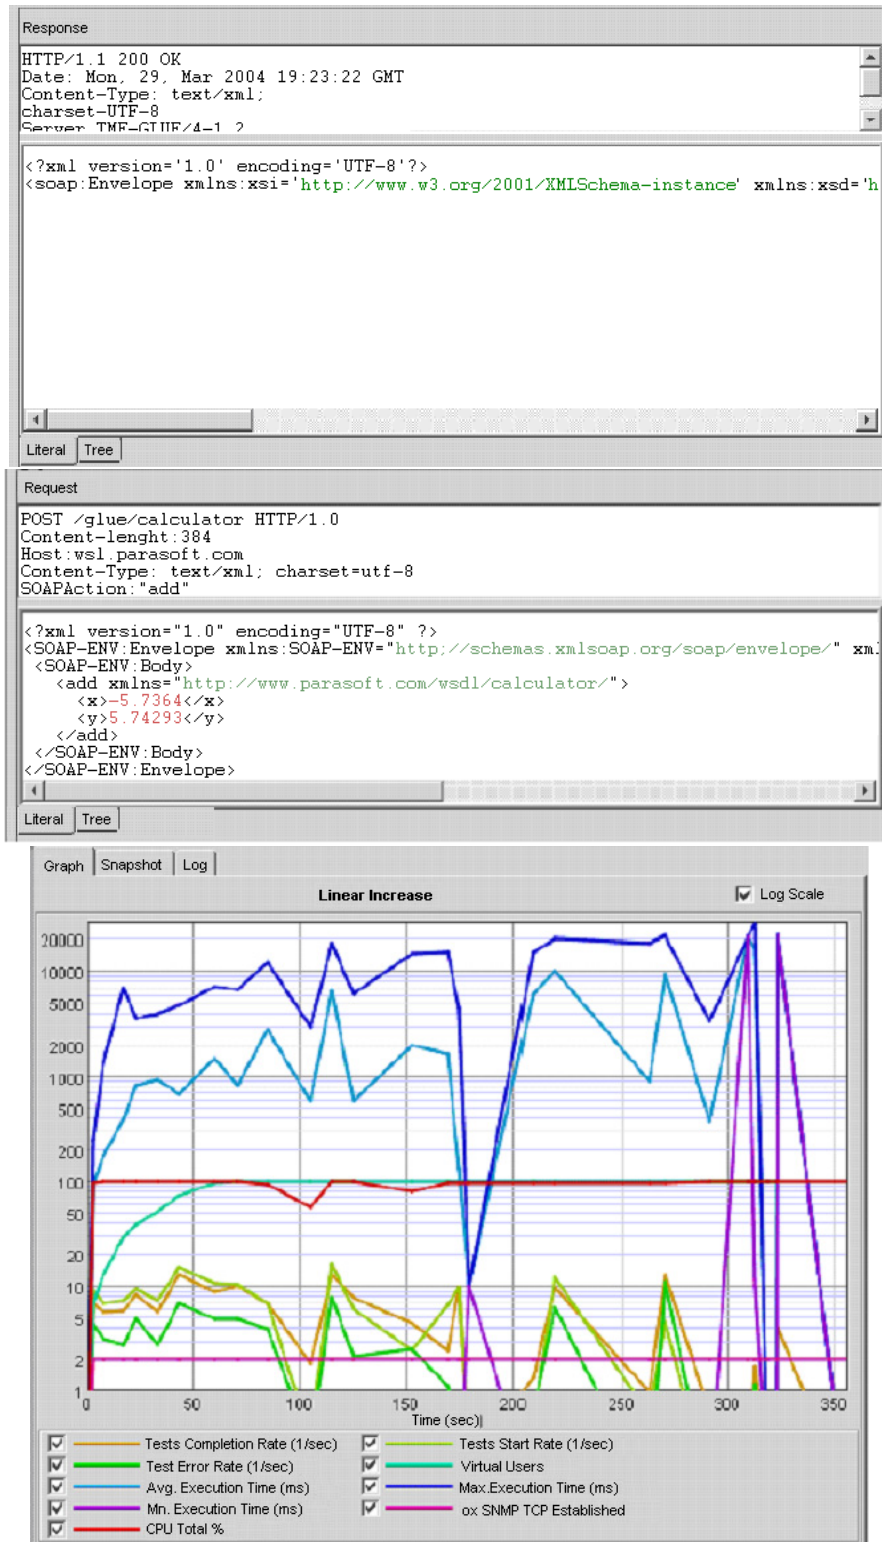 Response
HTTP/1.1 200 OK
Date: Mon, 29, Mar 2004 19:23:22 GMT
Content-Type: text/xml;
charset-UTF-8
Server TMF-GLUE/4-1 2
<?xml version='1.0' encoding='UTF-8'?>
<soap:Envelope xmlns:xsi='http://www.w3.org/2001/XMLSchema-instance' xmlns:xsd='h
Literal Tree
Request
POST /glue/calculator HTTP/1.0
Content-lenght:384
Host:wsl.parasoft.com
Content-Type: text/xml; charset=utf-8
SOAPAction:"add"
<?xml version="1.0" encoding="UTF-8" ?>
<SOAP-ENV:Envelope xmlns:SOAP-ENV="http;//schemas.xmlsoap.org/soap/envelope/" xml
<SOAP-ENV:Body>
<add xmlns="http://www.parasoft.com/wsdl/calculator/">
<x>-5.7364</x>
<y>5.74293</y>
</add>
</SOAP-ENV:Body>
</SOAP-ENV:Envelope>
Literal Tree
Graph Snapshot Log
Linear Increase Log Scale
20000
10000
5000
2000
1000
500
200
100
50
20
10
5
2
1
0 50 100 150 200 250 300 350
Time (sec)|
Tests Completion Rate (1/sec) Tests Start Rate (1/sec)
Test Error Rate (1/sec) Virtual Users
Avg. Execution Time (ms) Max.Execution Time (ms)
Mn. Execution Time (ms) ox SNMP TCP Established
CPU Total %